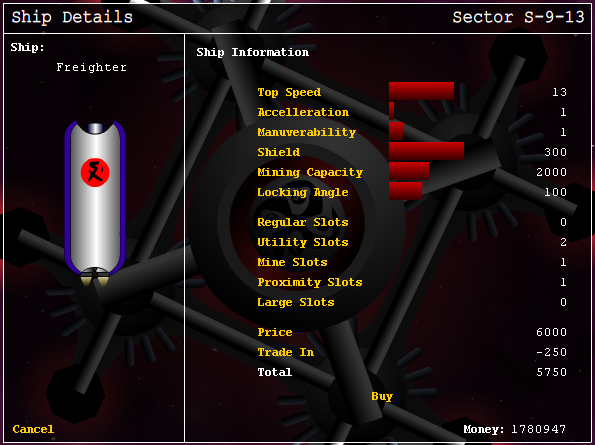 Ship Details
Sector S-9-13
Ship:
Freighter
Ship Information
Top Speed 13
Accelleration 1
Manuverability 1
Shield 300
Mining Capacity 2000
Locking Angle 100
Regular Slots 0
Utility Slots 2
Mine Slots 1
Proximity Slots 1
Large Slots 0
Price 6000
Trade In -250
Total 5750
Buy
Cancel
Money: 1780947